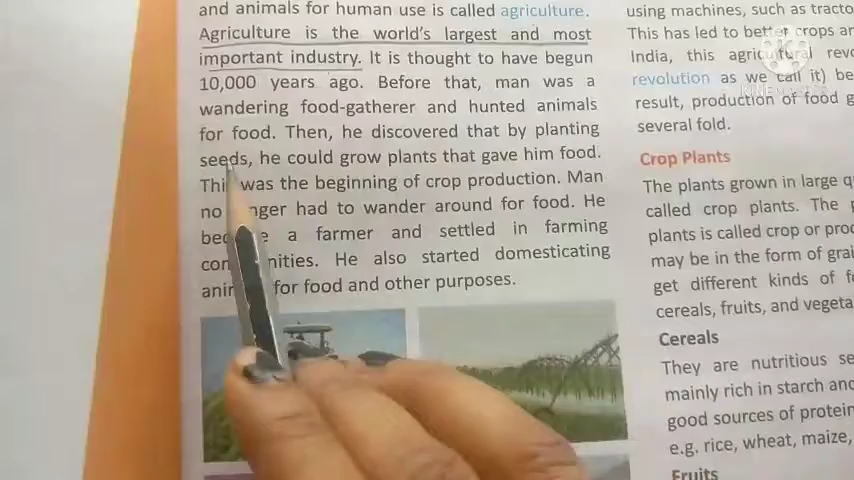 and animals for human use is called agriculture.
Agriculture is the world's largest and most
important industry. It is thought to have begun
10,000 years ago. Before that, man was a
wandering food-gatherer and hunted animals
for food. Then, he discovered that by planting
seeds, he could grow plants that gave him food.
was the beginning of crop production. Man
no had to wander around for food. He
a farmer and settled in farming
He also started domesticating
for food and other purposes.
using machines, such as
This has led to better crops
India, this agricultural
revolution as we call it)
result, production of food
several fold.
Crop Plants
The plants grown in large
called crop plants. The
plants is called crop or
may be in the form of
get different kinds of
cereals, fruits, and
Cereals
They are nutritious
mainly rich in starch
good sources of
e.g. rice, wheat, maize,
Fruits